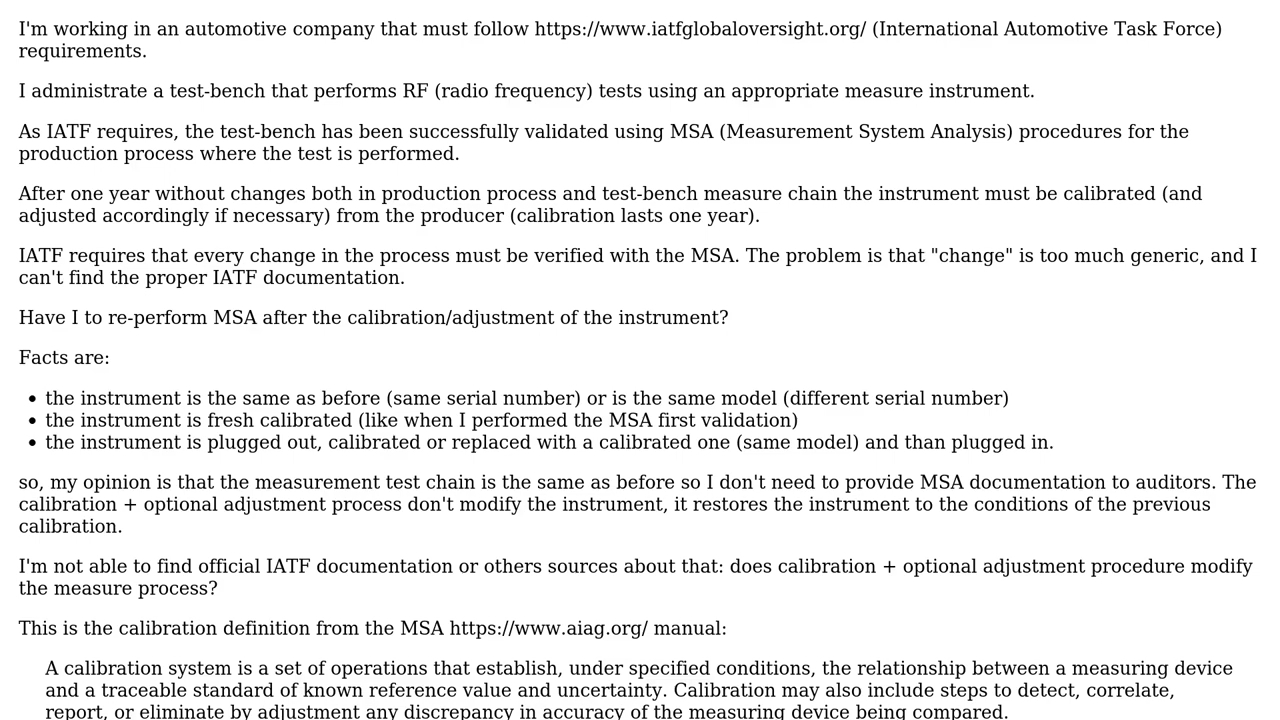 I'm working in an automotive company that must follow https://www.iatfglobaloversight.org/ (International Automotive Task Force)
requirements.
I administrate a test-bench that performs RF (radio frequency) tests using an appropriate measure instrument.
As IATF requires, the test-bench has been successfully validated using MSA (Measurement System Analysis) procedures for the
production process where the test is performed.
After one year without changes both in production process and test-bench measure chain the instrument must be calibrated (and
adjusted accordingly if necessary) from the producer (calibration lasts one year).
IATF requires that every change in the process must be verified with the MSA. The problem is that "change" is too much generic, and I
can't find the proper IATF documentation.
Have I to re-perform MSA after the calibration/adjustment of the instrument?
Facts are:
• the instrument is the same as before (same serial number) or is the same model (different serial number)
• the instrument is fresh calibrated (like when I performed the MSA first validation)
• the instrument is plugged out, calibrated or replaced with a calibrated one (same model) and than plugged in.
so, my opinion is that the measurement test chain is the same as before so I don't need to provide MSA documentation to auditors. The
calibration + optional adjustment process don't modify the instrument, it restores the instrument to the conditions of the previous
calibration.
I'm not able to find official IATF documentation or others sources about that: does calibration + optional adjustment procedure modify
the measure process?
This is the calibration definition from the MSA https://www.aiag.org/ manual:
A calibration system is a set of operations that establish, under specified conditions, the relationship between a measuring device
and a traceable standard of known reference value and uncertainty. Calibration may also include steps to detect, correlate,
report, or eliminate by adjustment any discrepancy in accuracy of the measuring device being compared.